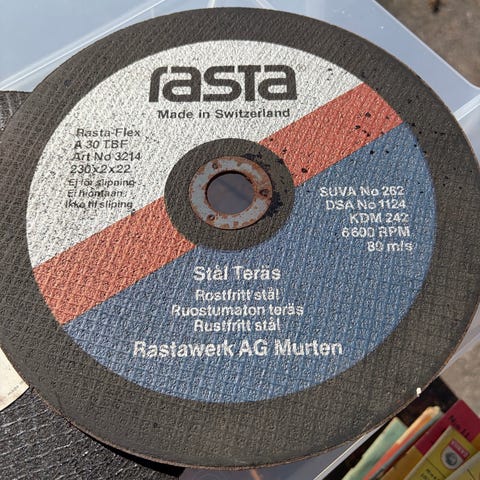 rasta
Made in Switzerland
Rasta-Flex
A 30 TBF
Art No 3214
230x2x22
Ej för slipning
Ei hiontaan
Ikke til sliping
SUVA No 262
DSA No 1124
KDM 242
6600 RPM
80 m/s
Stål Teräs
Rostfritt stål
Ruostumaton teräs
Rustfritt stål
Rastawerk AG Murten